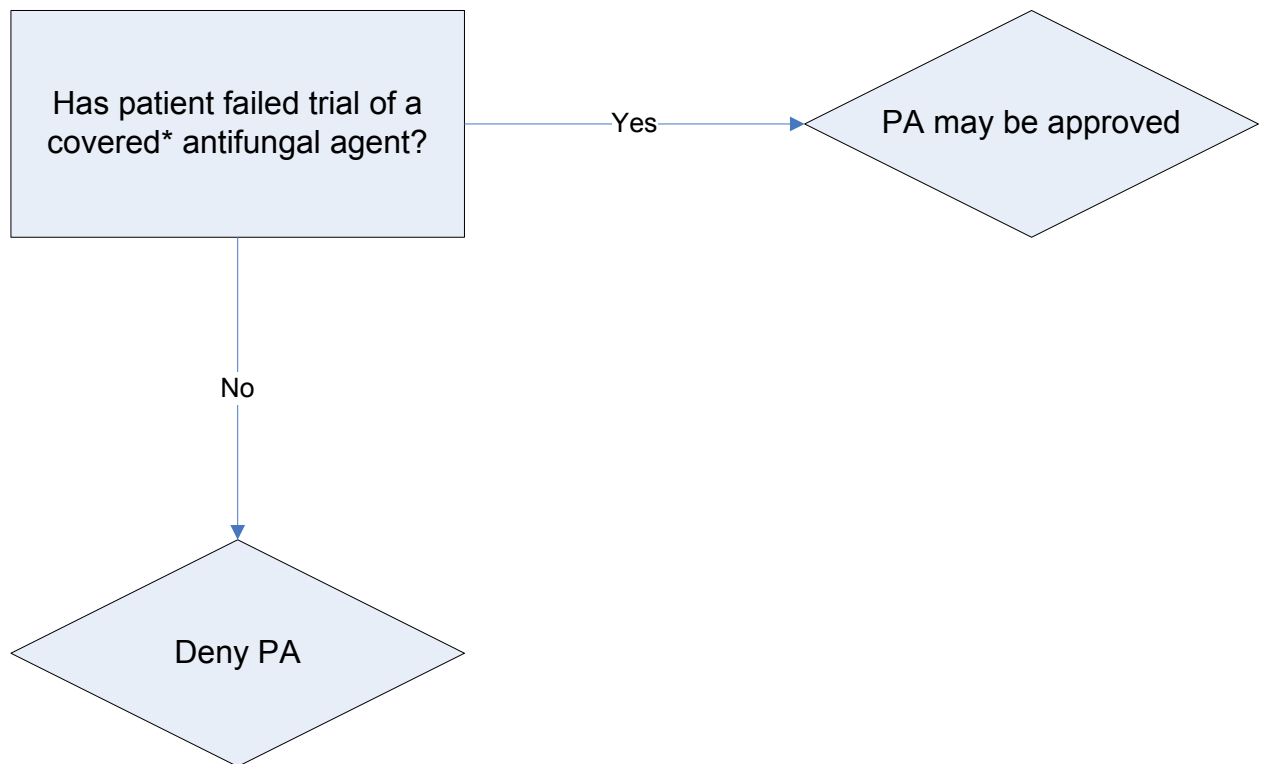 Has patient failed trial of a
covered* antifungal agent?
Yes
PA may be approved
No
Deny PA